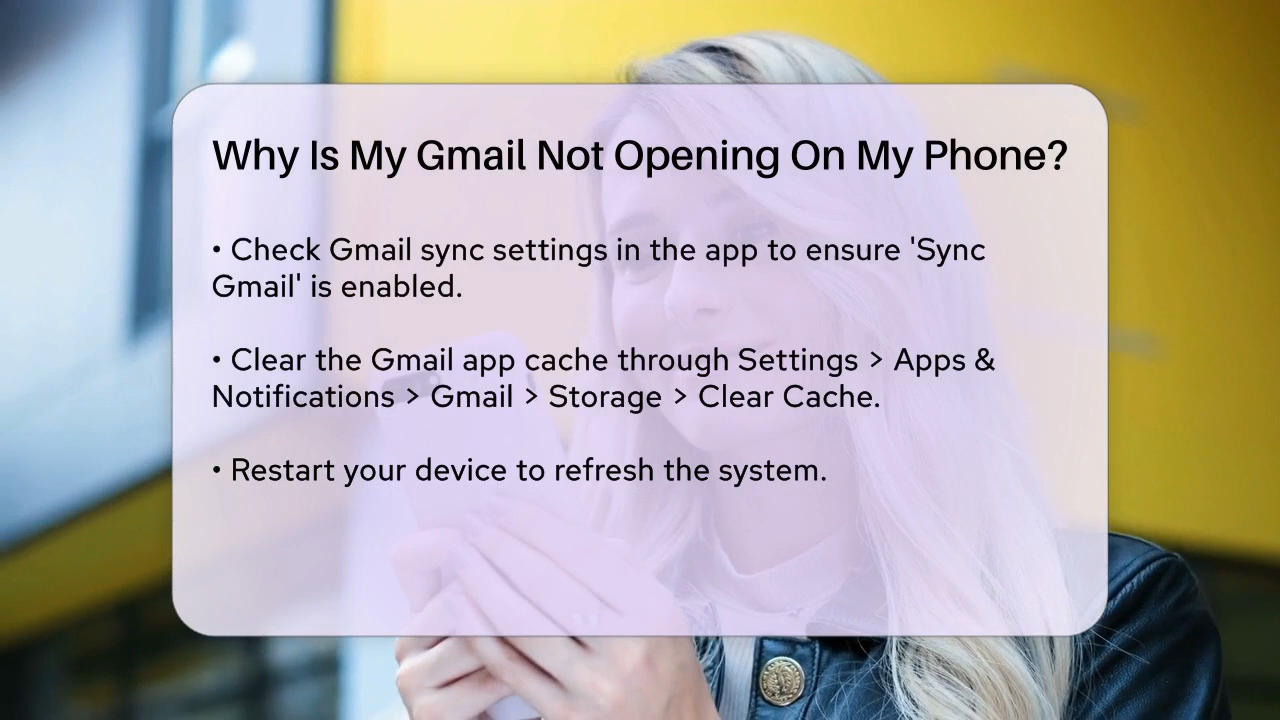 Why Is My Gmail Not Opening On My Phone?
• Check Gmail sync settings in the app to ensure 'Sync
Gmail' is enabled.
• Clear the Gmail app cache through Settings > Apps &
Notifications > Gmail > Storage > Clear Cache.
• Restart your device to refresh the system.